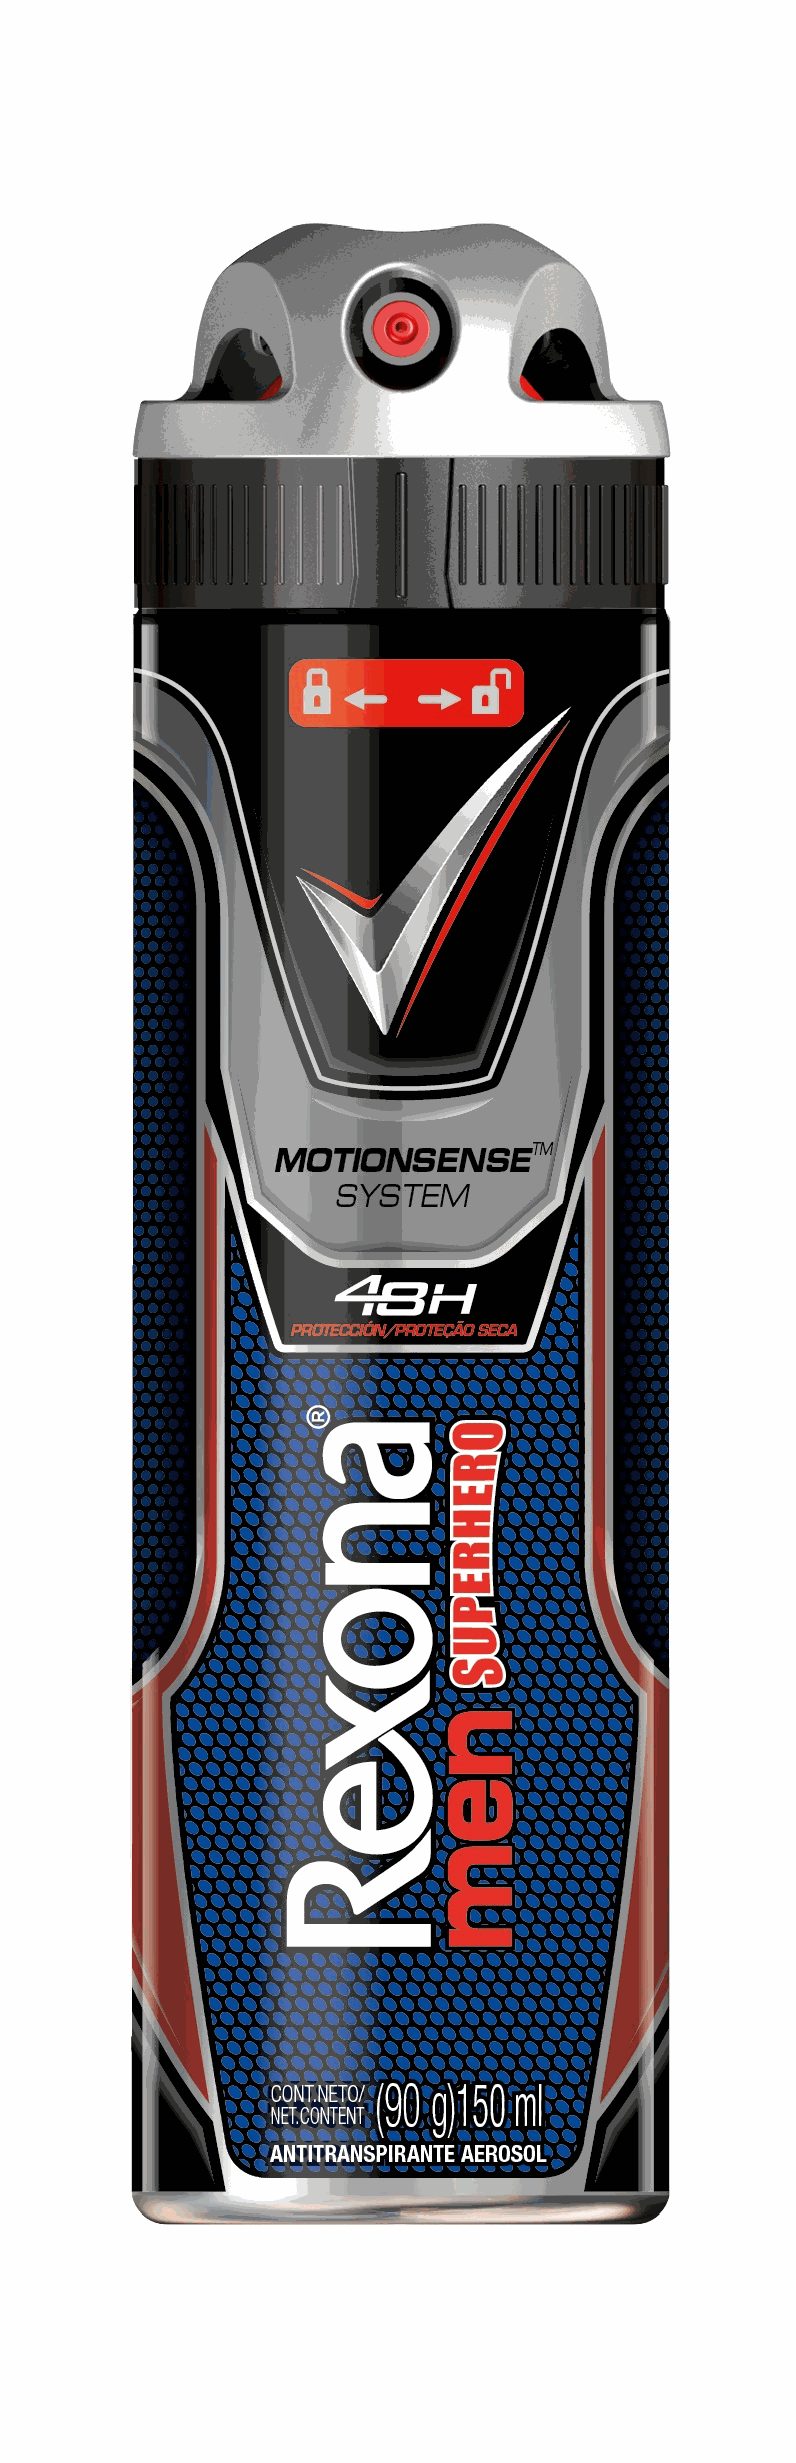 MOTIONSENSE™
SYSTEM
48H
PROTECCIÓN/PROTEÇÃO SECA
Rexona®
men SUPERHERO
CONT.NETO/
NET.CONTENT (90 g)150 ml
ANTITRANSPIRANTE AEROSOL